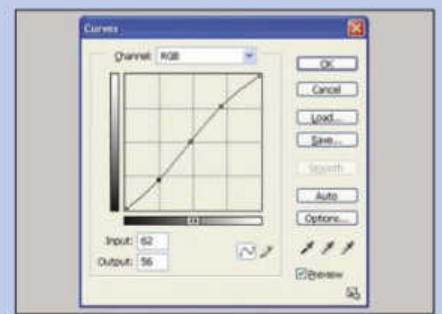 Curves
Channel: RGB
OK
Cancel
Load...
Save...
Smooth
Auto
Options...
Input: 62
Output: 56
Preview